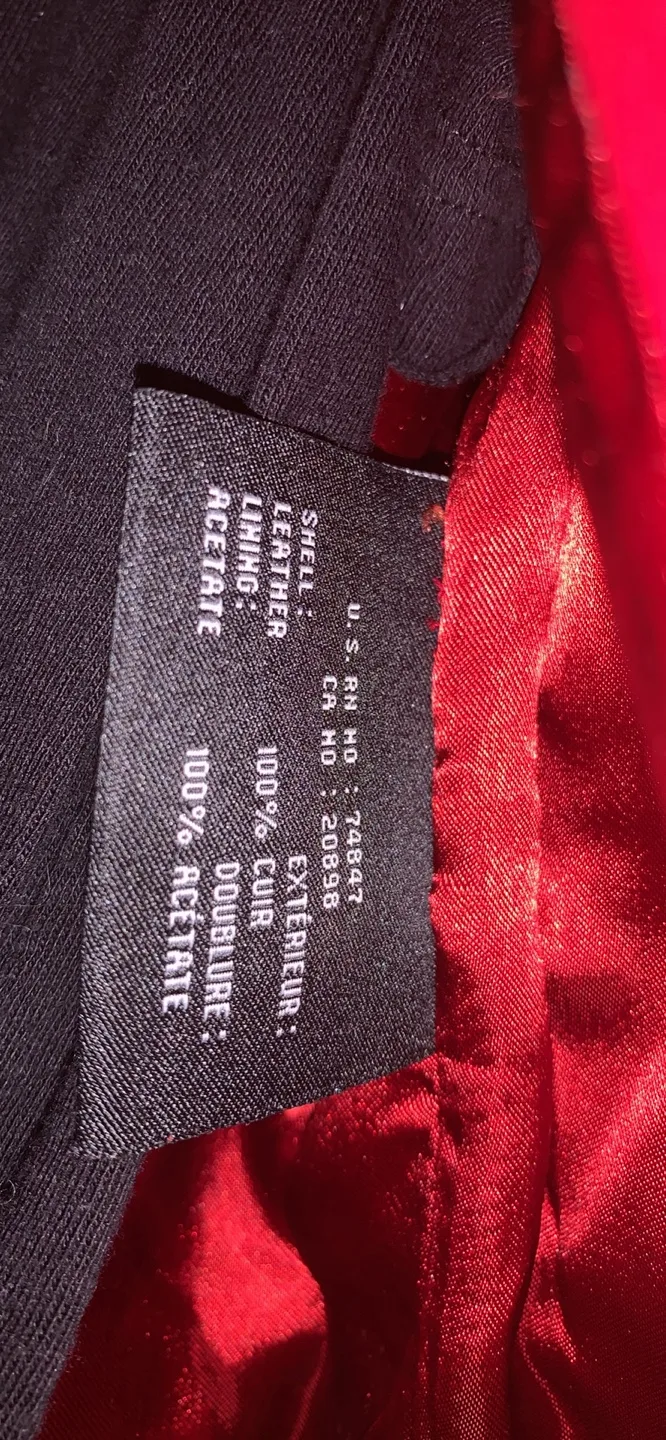 U.S. RN NO : 74847
CA NO : 20896
SHELL : EXTÉRIEUR :
LEATHER 100% CUIR
LINING : DOUBLURE :
ACETATE 100% ACÉTATE